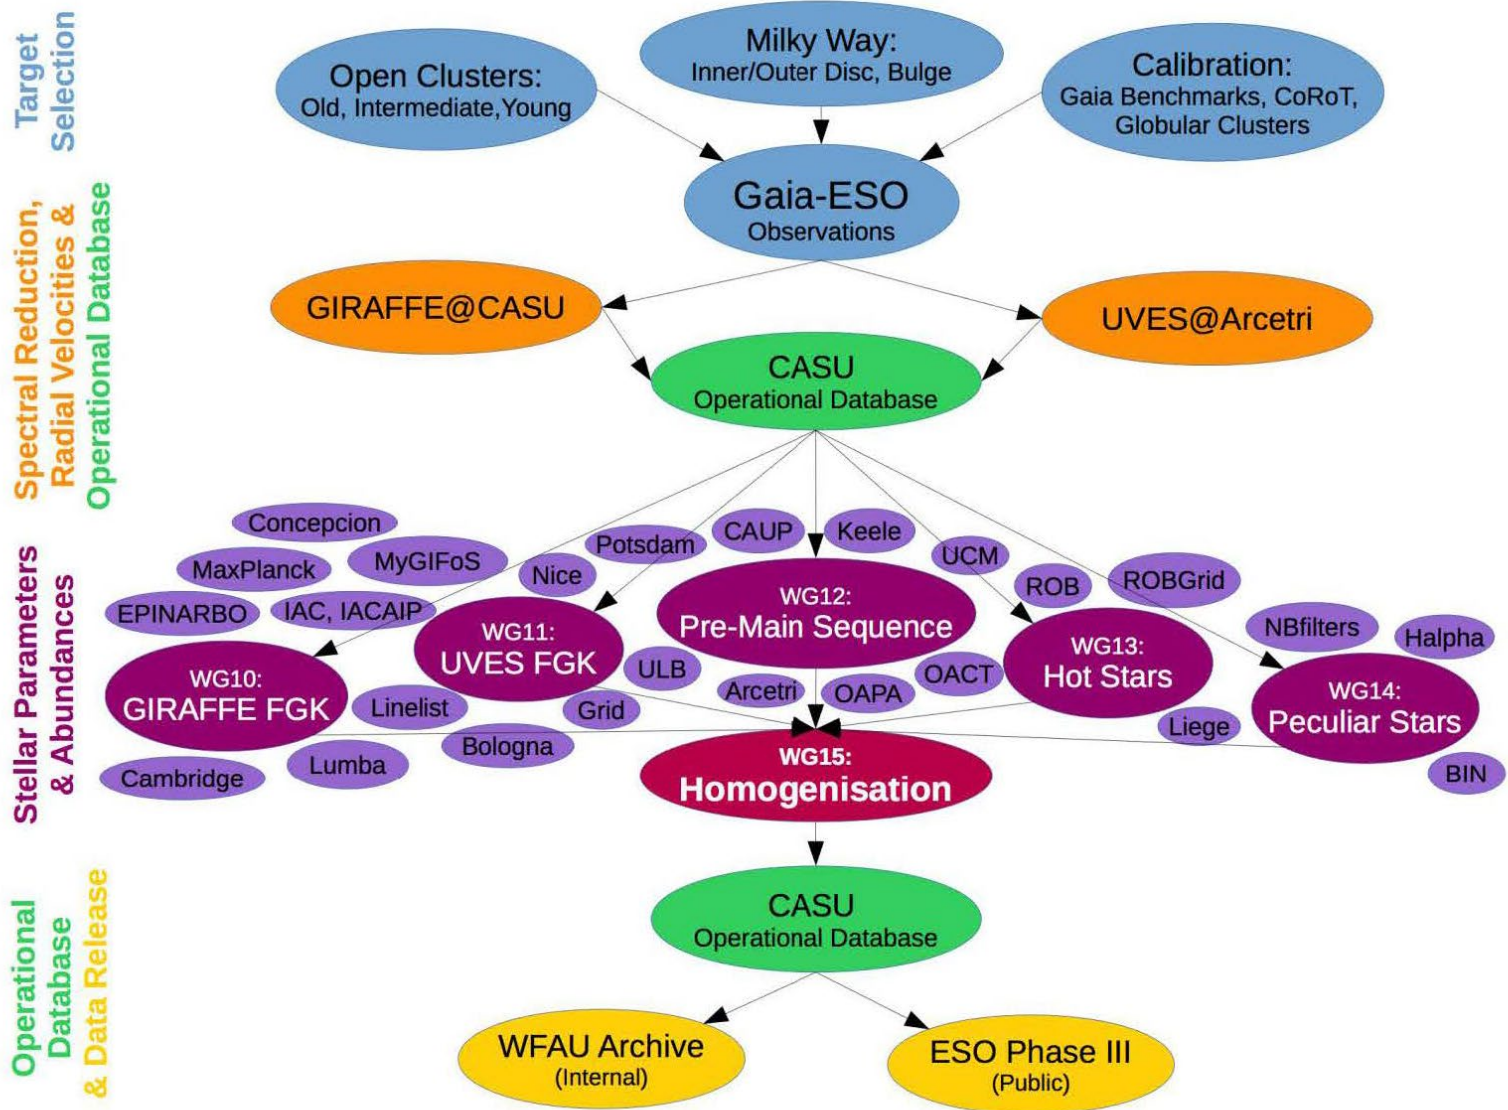 Target
Selection
Open Clusters:
Old, Intermediate,Young
Milky Way:
Inner/Outer Disc, Bulge
Calibration:
Gaia Benchmarks, CoRoT,
Globular Clusters
Gaia-ESO
Observations
Spectral Reduction,
Radial Velocities &
Operational Database
GIRAFFE@CASU
UVES@Arcetri
CASU
Operational Database
Stellar Parameters
& Abundances
Concepcion
MaxPlanck
MyGIFoS
EPINARBO
IAC, IACAIP
Nice
Potsdam
CAUP
Keele
UCM
ROB
ROBGrid
NBfilters
Halpha
WG10:
GIRAFFE FGK
WG11:
UVES FGK
WG12:
Pre-Main Sequence
WG13:
Hot Stars
WG14:
Peculiar Stars
ULB
Arcetri
OAPA
OACT
Linelist
Grid
Bologna
Lumba
Cambridge
Liege
BIN
WG15:
Homogenisation
Operational
Database
& Data Release
CASU
Operational Database
WFAU Archive
(Internal)
ESO Phase III
(Public)